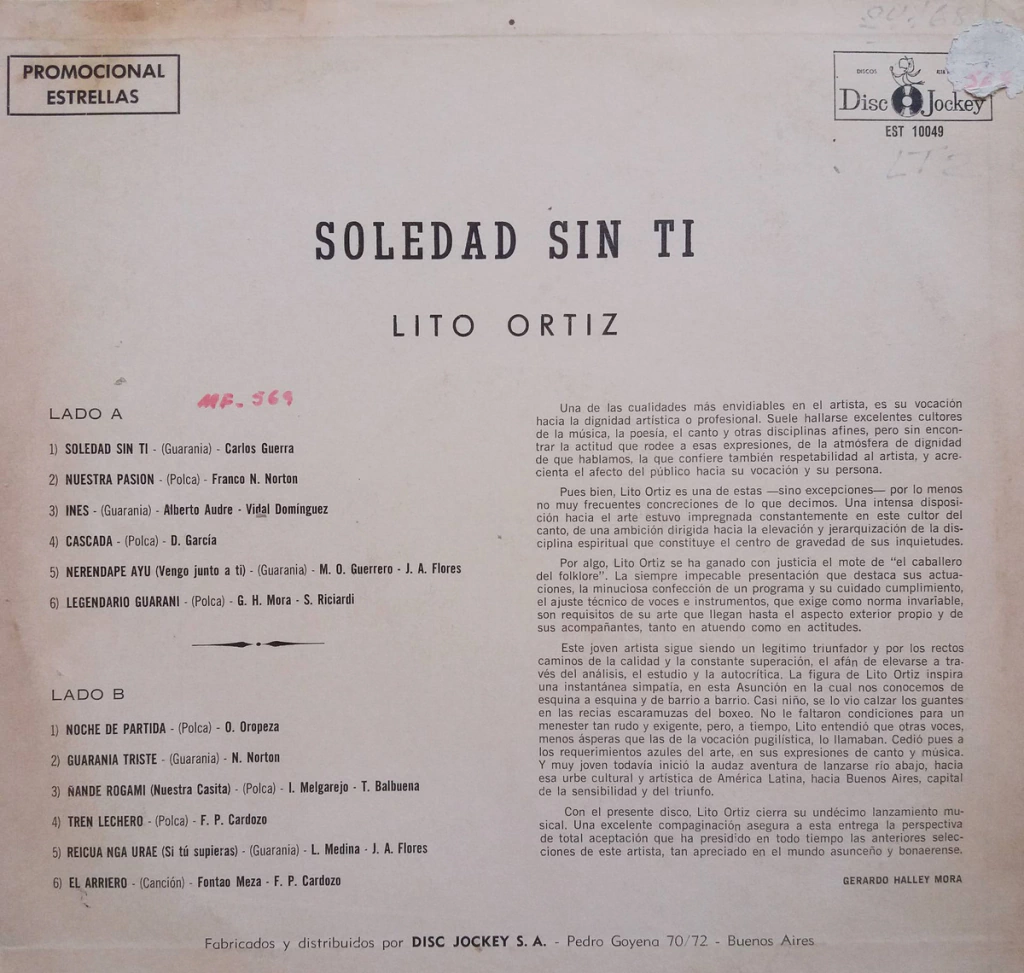 PROMOCIONAL
ESTRELLAS
DISCOS
Disc Jockey
EST 10049
SOLEDAD SIN TI
LITO ORTIZ
MF. 569
LADO A
1) SOLEDAD SIN TI - (Guarania) - Carlos Guerra
2) NUESTRA PASION - (Polca) - Franco N. Norton
3) INES - (Guarania) - Alberto Audre - Vidal Domínguez
4) CASCADA - (Polca) - D. García
5) NERENDAPE AYU (Vengo junto a ti) - (Guarania) - M. O. Guerrero - J. A. Flores
6) LEGENDARIO GUARANI - (Polca) - G. H. Mora - S. Riciardi
LADO B
1) NOCHE DE PARTIDA - (Polca) - O. Oropeza
2) GUARANIA TRISTE - (Guarania) - N. Norton
3) ÑANDE ROGAMI (Nuestra Casita) - (Polca) - I. Melgarejo - T. Balbuena
4) TREN LECHERO - (Polca) - F. P. Cardozo
5) REICUA NGA URAE (Si tú supieras) - (Guarania) - L. Medina - J. A. Flores
6) EL ARRIERO - (Canción) - Fontao Meza - F. P. Cardozo
Una de las cualidades más envidiables en el artista, es su vocación
hacia la dignidad artística o profesional. Suele hallarse excelentes cultores
de la música, la poesía, el canto y otras disciplinas afines, pero sin encon-
trar la actitud que rodee a esas expresiones, de la atmósfera de dignidad
de que hablamos, la que confiere también respetabilidad al artista, y acre-
cienta el afecto del público hacia su vocación y su persona.
Pues bien, Lito Ortiz es una de estas —sino excepciones— por lo menos
no muy frecuentes concreciones de lo que decimos. Una intensa disposi-
ción hacia el arte estuvo impregnada constantemente en este cultor del
canto, de una ambición dirigida hacia la elevación y jerarquización de la dis-
ciplina espiritual que constituye el centro de gravedad de sus inquietudes.
Por algo, Lito Ortiz se ha ganado con justicia el mote de "el caballero
del folklore". La siempre impecable presentación que destaca sus actua-
ciones, la minuciosa confección de un programa y su cuidado cumplimiento,
el ajuste técnico de voces e instrumentos, que exige como norma invariable,
son requisitos de su arte que llegan hasta el aspecto exterior propio y de
sus acompañantes, tanto en atuendo como en actitudes.
Este joven artista sigue siendo un legítimo triunfador y por los rectos
caminos de la calidad y la constante superación, el afán de elevarse a tra-
vés del análisis, el estudio y la autocrítica. La figura de Lito Ortiz inspira
una instantánea simpatía, en esta Asunción en la cual nos conocemos de
esquina a esquina y de barrio a barrio. Casi niño, se lo vio calzar los guantes
en las recias escaramuzas del boxeo. No le faltaron condiciones para un
menester tan rudo y exigente, pero, a tiempo, Lito entendió que otras voces,
menos ásperas que las de la vocación pugilística, lo llamaban. Cedió pues a
los requerimientos azules del arte, en sus expresiones de canto y música.
Y muy joven todavía inició la audaz aventura de lanzarse río abajo, hacia
esa urbe cultural y artística de América Latina, hacia Buenos Aires, capital
de la sensibilidad y del triunfo.
Con el presente disco, Lito Ortiz cierra su undécimo lanzamiento mu-
sical. Una excelente compaginación asegura a esta entrega la perspectiva
de total aceptación que ha presidido en todo tiempo las anteriores selec-
ciones de este artista, tan apreciado en el mundo asunceño y bonaerense.
GERARDO HALLEY MORA
Fabricados y distribuidos por DISC JOCKEY S. A. - Pedro Goyena 70/72 - Buenos Aires